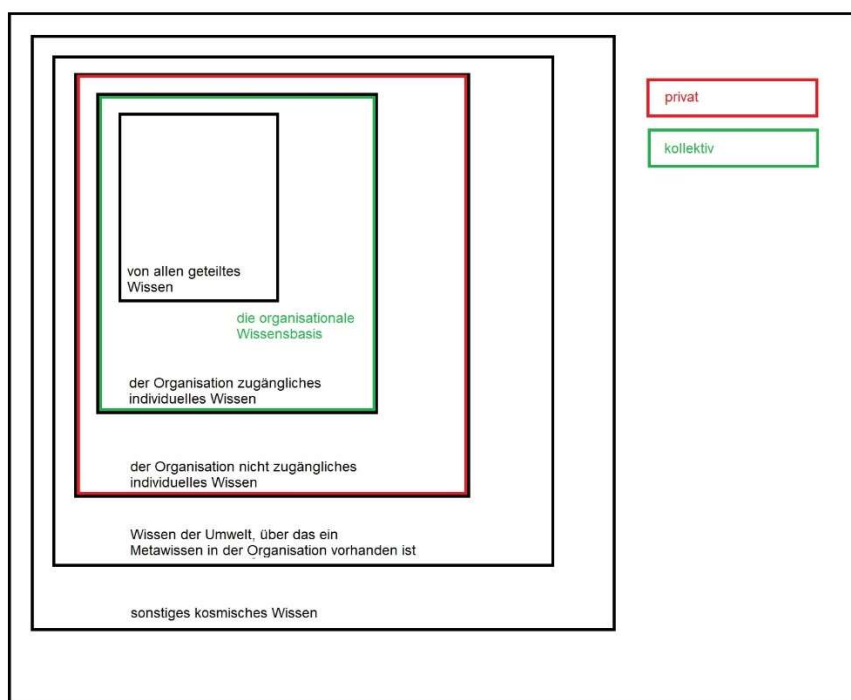 privat
kollektiv
von allen geteiltes
Wissen
die organisationale
Wissensbasis
der Organisation zugängliches
individuelles Wissen
der Organisation nicht zugängliches
individuelles Wissen
Wissen der Umwelt, über das ein
Metawissen in der Organisation vorhanden ist
sonstiges kosmisches Wissen